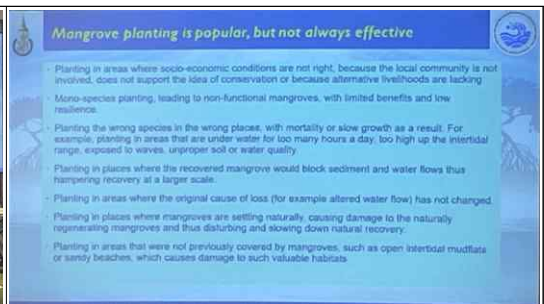 Mangrove planting is popular, but not always effective
- Planting in areas where socio-economic conditions are not right, because the local community is not
involved, does not support the idea of conservation or because alternative livelihoods are lacking
- Mono-species planting, leading to non-functional mangroves, with limited benefits and low
resilience.
- Planting the wrong species in the wrong places, with mortality or slow growth as a result. For
example, planting in areas that are under water for too many hours a day, too high up the intertidal
range, exposed to waves, unproper soil or water quality.
- Planting in places where the recovered mangrove would block sediment and water flows thus
hampering recovery at a larger scale.
- Planting in areas where the original cause of loss (for example altered water flow) has not changed.
- Planting in places where mangroves are settling naturally, causing damage to the naturally
regenerating mangroves and thus disturbing and slowing down natural recovery.
- Planting in areas that were not previously covered by mangroves, such as open intertidal mudflats
or sandy beaches, which causes damage to such valuable habitats